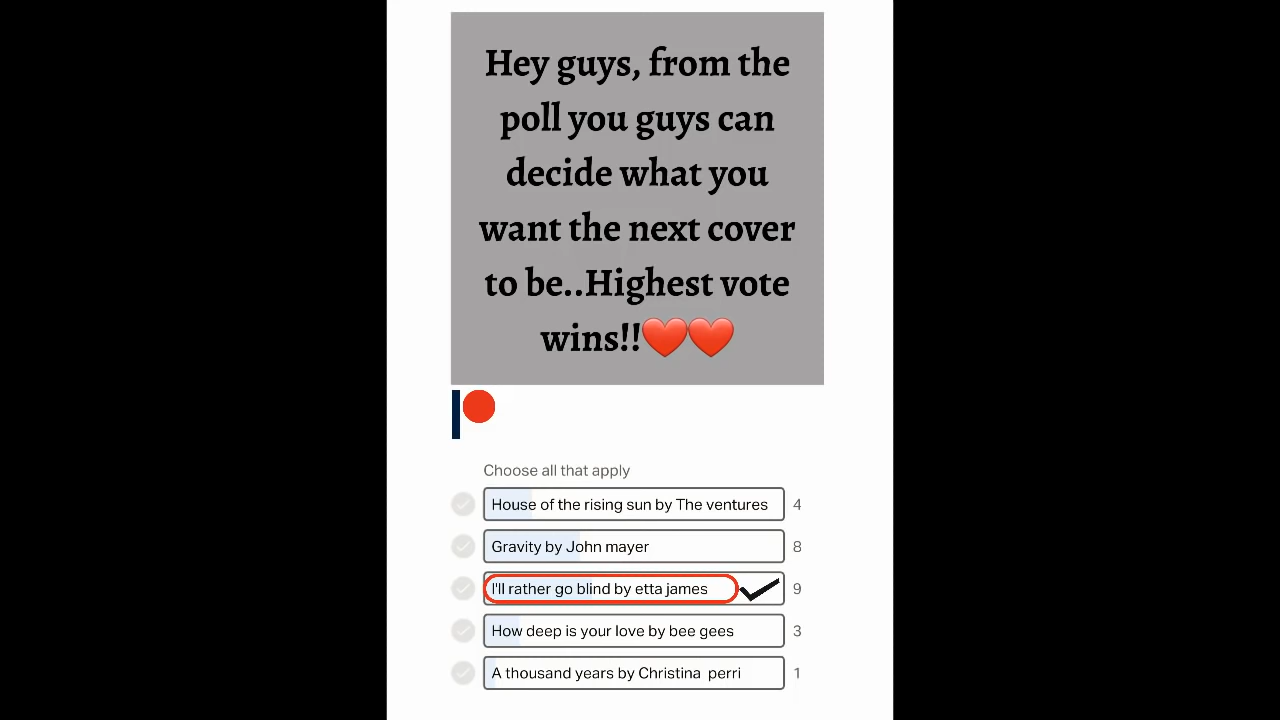 Hey guys, from the
poll you guys can
decide what you
want the next cover
to be..Highest vote
wins!!❤️❤️
Choose all that apply
House of the rising sun by The ventures 4
Gravity by John mayer 8
I'll rather go blind by etta james 9
How deep is your love by bee gees 3
A thousand years by Christina  perri 1